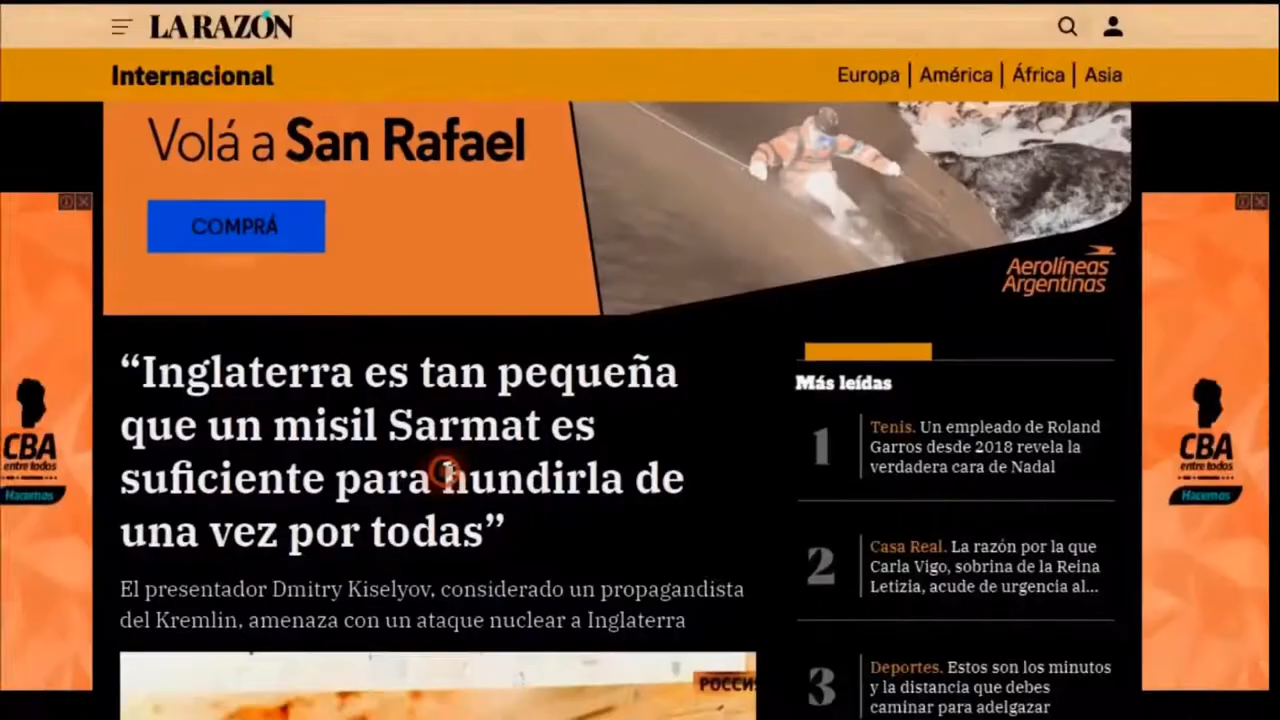 LA RAZÓN
Internacional
Europa | América | África | Asia
Volá a San Rafael
COMPRÁ
Aerolíneas
Argentinas
CBA
entre todos
Hacemos
“Inglaterra es tan pequeña
que un misil Sarmat es
suficiente para hundirla de
una vez por todas”
El presentador Dmitry Kiselyov, considerado un propagandista
del Kremlin, amenaza con un ataque nuclear a Inglaterra
РОССИ
Más leídas
1
Tenis. Un empleado de Roland
Garros desde 2018 revela la
verdadera cara de Nadal
2
Casa Real. La razón por la que
Carla Vigo, sobrina de la Reina
Letizia, acude de urgencia al...
3
Deportes. Estos son los minutos
y la distancia que debes
caminar para adelgazar
CBA
entre todos
Hacemos